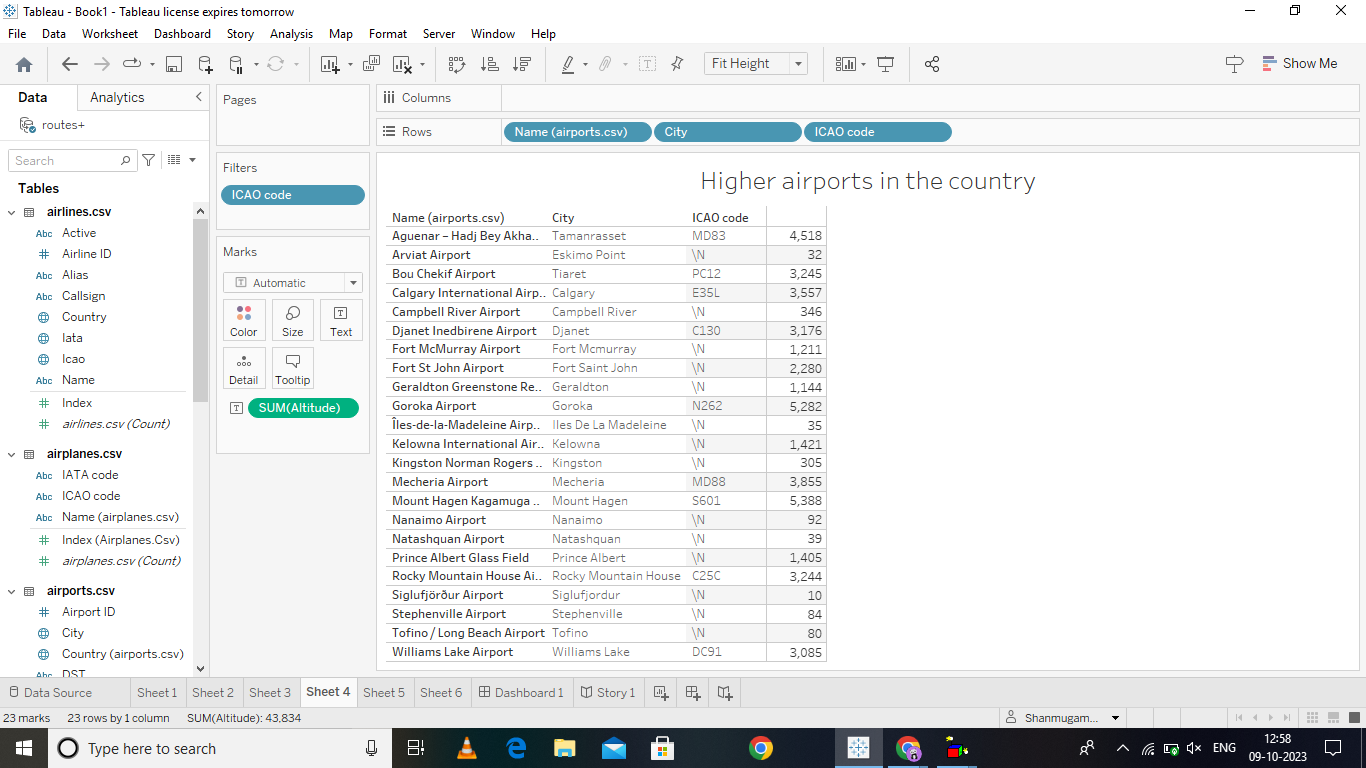 Tableau - Book1 - Tableau license expires tomorrow
File Data Worksheet Dashboard Story Analysis Map Format Server Window Help
Fit Height
Show Me
Data Analytics
routes+
Search
Tables
airlines.csv
Abc Active
Airline ID
Abc Alias
Abc Callsign
Country
Iata
Icao
Abc Name
Index
airlines.csv (Count)
airplanes.csv
Abc IATA code
Abc ICAO code
Abc Name (airplanes.csv)
Index (Airplanes.Csv)
airplanes.csv (Count)
airports.csv
Airport ID
City
Country (airports.csv)
Abc DST
Pages
Filters
ICAO code
Marks
Automatic
Color Size Text
Detail Tooltip
SUM(Altitude)
Columns
Rows Name (airports.csv) City ICAO code
Higher airports in the country
Name (airports.csv) City ICAO code
Aguenar – Hadj Bey Akha.. Tamanrasset MD83 4,518
Arviat Airport Eskimo Point \N 32
Bou Chekif Airport Tiaret PC12 3,245
Calgary International Airp.. Calgary E35L 3,557
Campbell River Airport Campbell River \N 346
Djanet Inedbirene Airport Djanet C130 3,176
Fort McMurray Airport Fort Mcmurray \N 1,211
Fort St John Airport Fort Saint John \N 2,280
Geraldton Greenstone Re.. Geraldton \N 1,144
Goroka Airport Goroka N262 5,282
Îles-de-la-Madeleine Airp.. Iles De La Madeleine \N 35
Kelowna International Air.. Kelowna \N 1,421
Kingston Norman Rogers .. Kingston \N 305
Mecheria Airport Mecheria MD88 3,855
Mount Hagen Kagamuga .. Mount Hagen S601 5,388
Nanaimo Airport Nanaimo \N 92
Natashquan Airport Natashquan \N 39
Prince Albert Glass Field Prince Albert \N 1,405
Rocky Mountain House Ai.. Rocky Mountain House C25C 3,244
Siglufjörður Airport Siglufjordur \N 10
Stephenville Airport Stephenville \N 84
Tofino / Long Beach Airport Tofino \N 80
Williams Lake Airport Williams Lake DC91 3,085
Data Source Sheet 1 Sheet 2 Sheet 3 Sheet 4 Sheet 5 Sheet 6 Dashboard 1 Story 1
23 marks 23 rows by 1 column SUM(Altitude): 43,834 Shanmugam...
Type here to search
ENG
12:58
09-10-2023